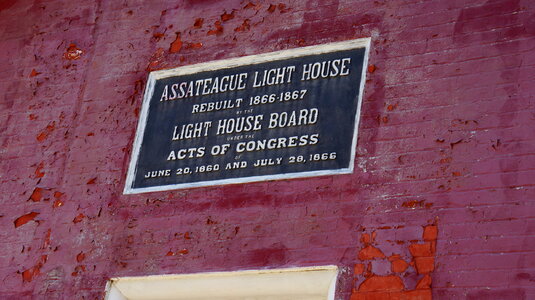 ASSATEAGUE LIGHT HOUSE
REBUILT 1866-1867
BY THE
LIGHT HOUSE BOARD
UNDER THE
ACTS OF CONGRESS
OF
JUNE 20, 1860 AND JULY 28, 1866